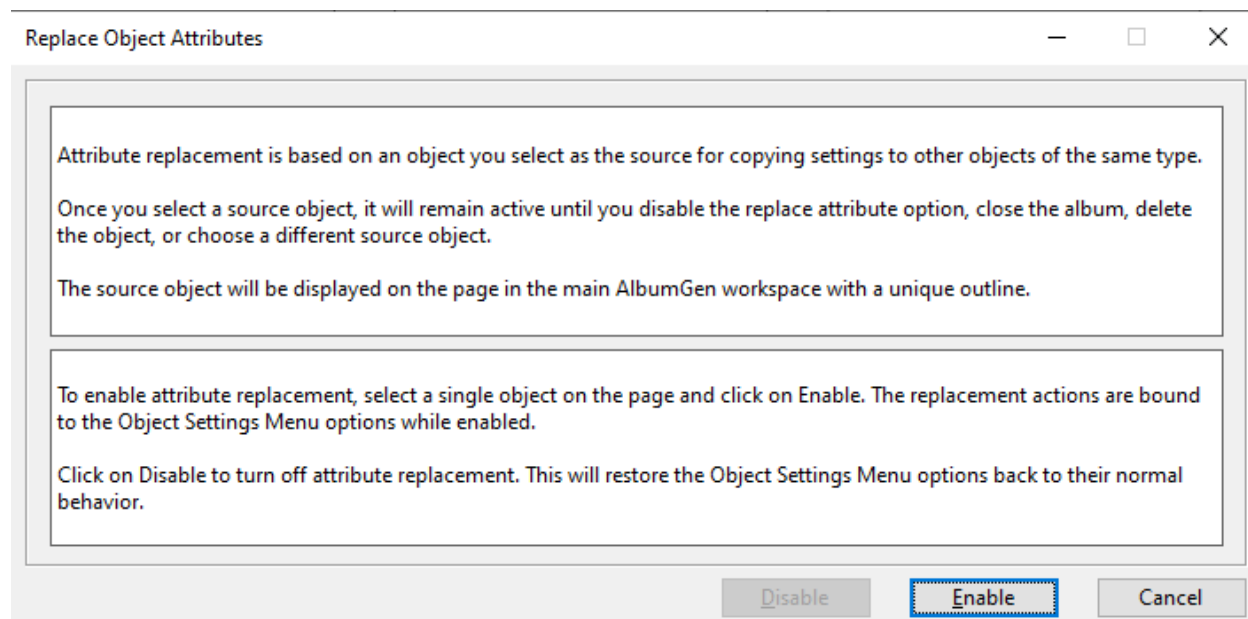 Replace Object Attributes
Attribute replacement is based on an object you select as the source for copying settings to other objects of the same type.
Once you select a source object, it will remain active until you disable the replace attribute option, close the album, delete
the object, or choose a different source object.
The source object will be displayed on the page in the main AlbumGen workspace with a unique outline.
To enable attribute replacement, select a single object on the page and click on Enable. The replacement actions are bound
to the Object Settings Menu options while enabled.
Click on Disable to turn off attribute replacement. This will restore the Object Settings Menu options back to their normal
behavior.
Disable
Enable
Cancel